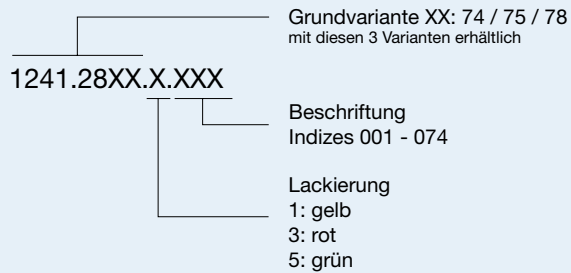 Grundvariante XX: 74 / 75 / 78
mit diesen 3 Varianten erhältlich
1241.28XX.X.XXX
Beschriftung
Indizes 001 - 074
Lackierung
1: gelb
3: rot
5: grün